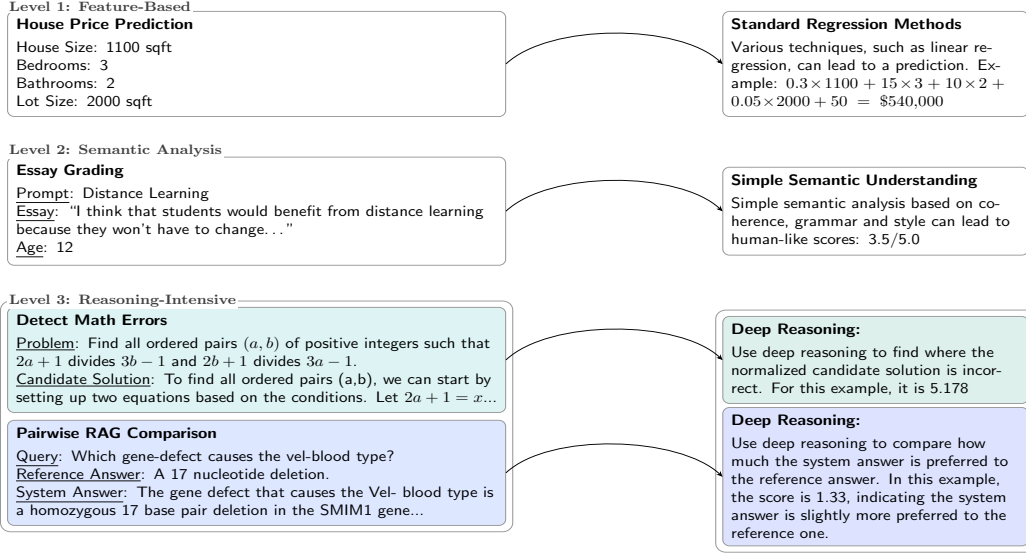 Level 1: Feature-Based
House Price Prediction
House Size: 1100 sqft
Bedrooms: 3
Bathrooms: 2
Lot Size: 2000 sqft
Standard Regression Methods
Various techniques, such as linear re-
gression, can lead to a prediction. Ex-
ample: 0.3×1100 + 15×3 + 10×2 +
0.05×2000 + 50 = $540,000
Level 2: Semantic Analysis
Essay Grading
Prompt: Distance Learning
Essay: “I think that students would benefit from distance learning
because they won't have to change...”
Age: 12
Simple Semantic Understanding
Simple semantic analysis based on co-
herence, grammar and style can lead to
human-like scores: 3.5/5.0
Level 3: Reasoning-Intensive
Detect Math Errors
Problem: Find all ordered pairs (a, b) of positive integers such that
2a + 1 divides 3b − 1 and 2b + 1 divides 3a − 1.
Candidate Solution: To find all ordered pairs (a,b), we can start by
setting up two equations based on the conditions. Let 2a + 1 = x...
Deep Reasoning:
Use deep reasoning to find where the
normalized candidate solution is incor-
rect. For this example, it is 5.178
Pairwise RAG Comparison
Query: Which gene-defect causes the vel-blood type?
Reference Answer: A 17 nucleotide deletion.
System Answer: The gene defect that causes the Vel- blood type is
a homozygous 17 base pair deletion in the SMIM1 gene...
Deep Reasoning:
Use deep reasoning to compare how
much the system answer is preferred to
the reference answer. In this example,
the score is 1.33, indicating the system
answer is slightly more preferred to the
reference one.